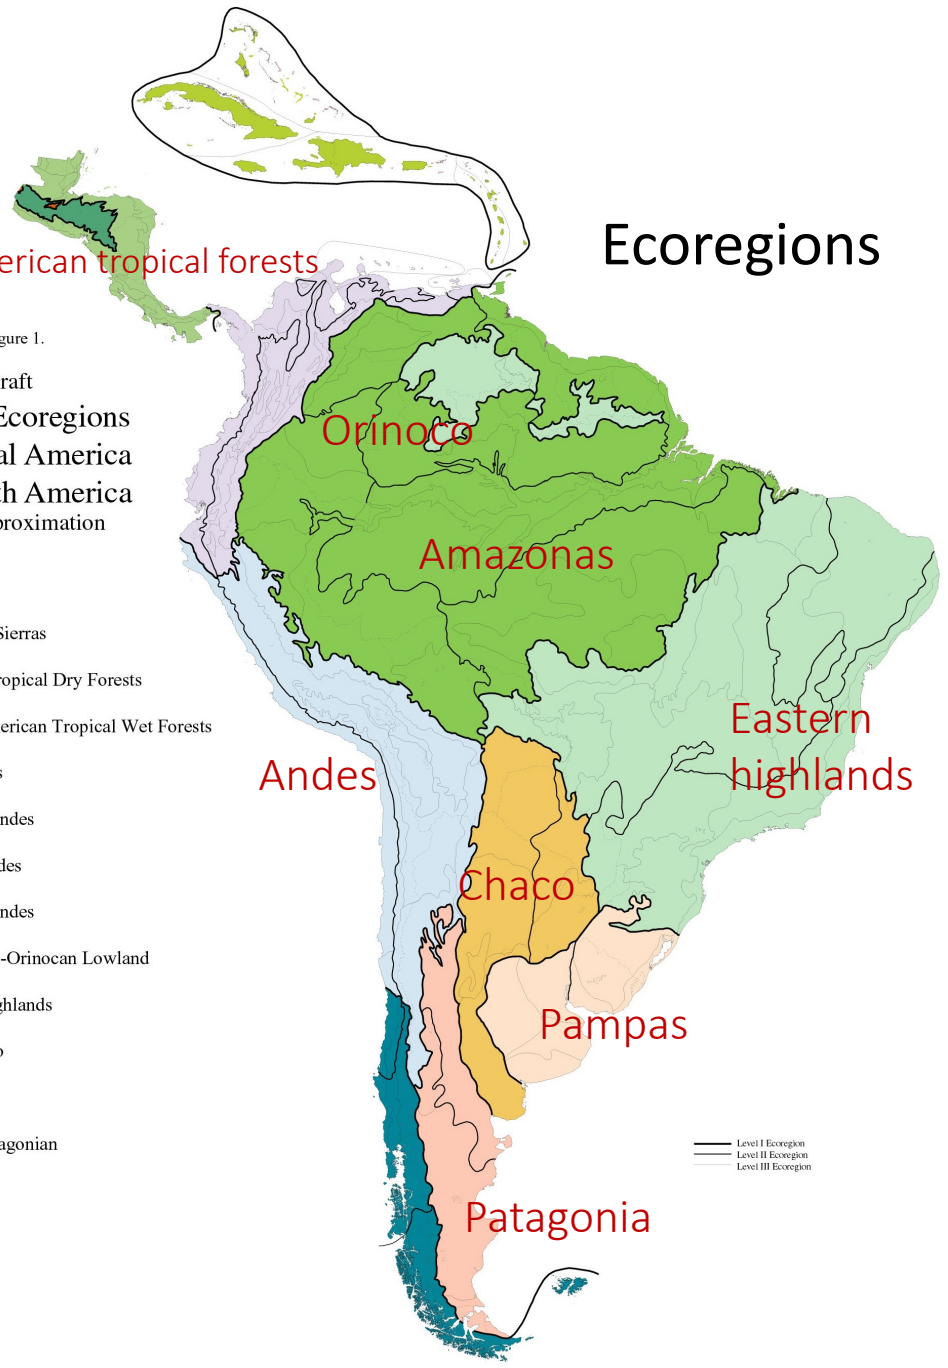 Ecoregions
erican tropical forests
gure 1.
raft
Ecoregions
al America
th America
proximation
Orinoco
Amazonas
Sierras
ropical Dry Forests
erican Tropical Wet Forests
s
Andes
Eastern
highlands
ndes
des
ndes
Chaco
-Orinocan Lowland
ghlands
Pampas
o
agonian
Level I Ecoregion
Level II Ecoregion
Level III Ecoregion
Patagonia